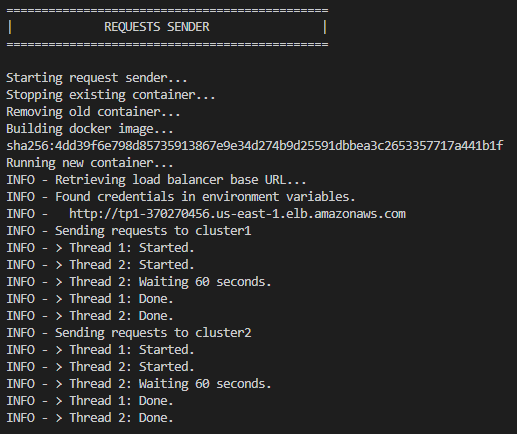 ==============================================
|             REQUESTS SENDER                |
==============================================
Starting request sender...
Stopping existing container...
Removing old container...
Building docker image...
sha256:4dd39f6e798d85735913867e9e34d274b9d25591dbbea3c2653357717a441b1f
Running new container...
INFO - Retrieving load balancer base URL...
INFO - Found credentials in environment variables.
INFO -   http://tp1-370270456.us-east-1.elb.amazonaws.com
INFO - Sending requests to cluster1
INFO - > Thread 1: Started.
INFO - > Thread 2: Started.
INFO - > Thread 2: Waiting 60 seconds.
INFO - > Thread 1: Done.
INFO - > Thread 2: Done.
INFO - Sending requests to cluster2
INFO - > Thread 1: Started.
INFO - > Thread 2: Started.
INFO - > Thread 2: Waiting 60 seconds.
INFO - > Thread 1: Done.
INFO - > Thread 2: Done.